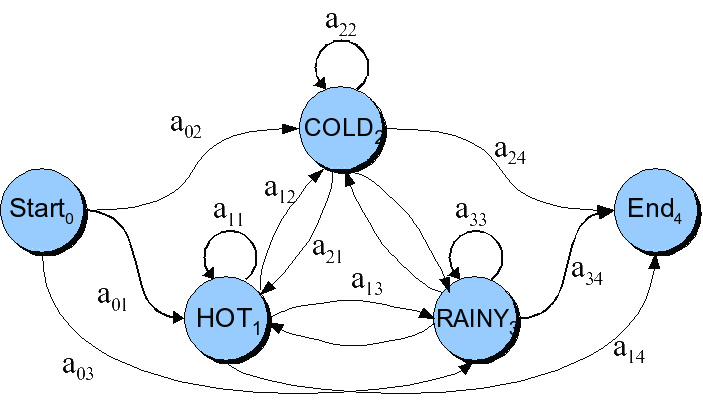 a22
COLD2
a02
a24
a12
Start0
a11
a33
End4
a21
a13
a34
a01
HOT1
RAINY3
a03
a14